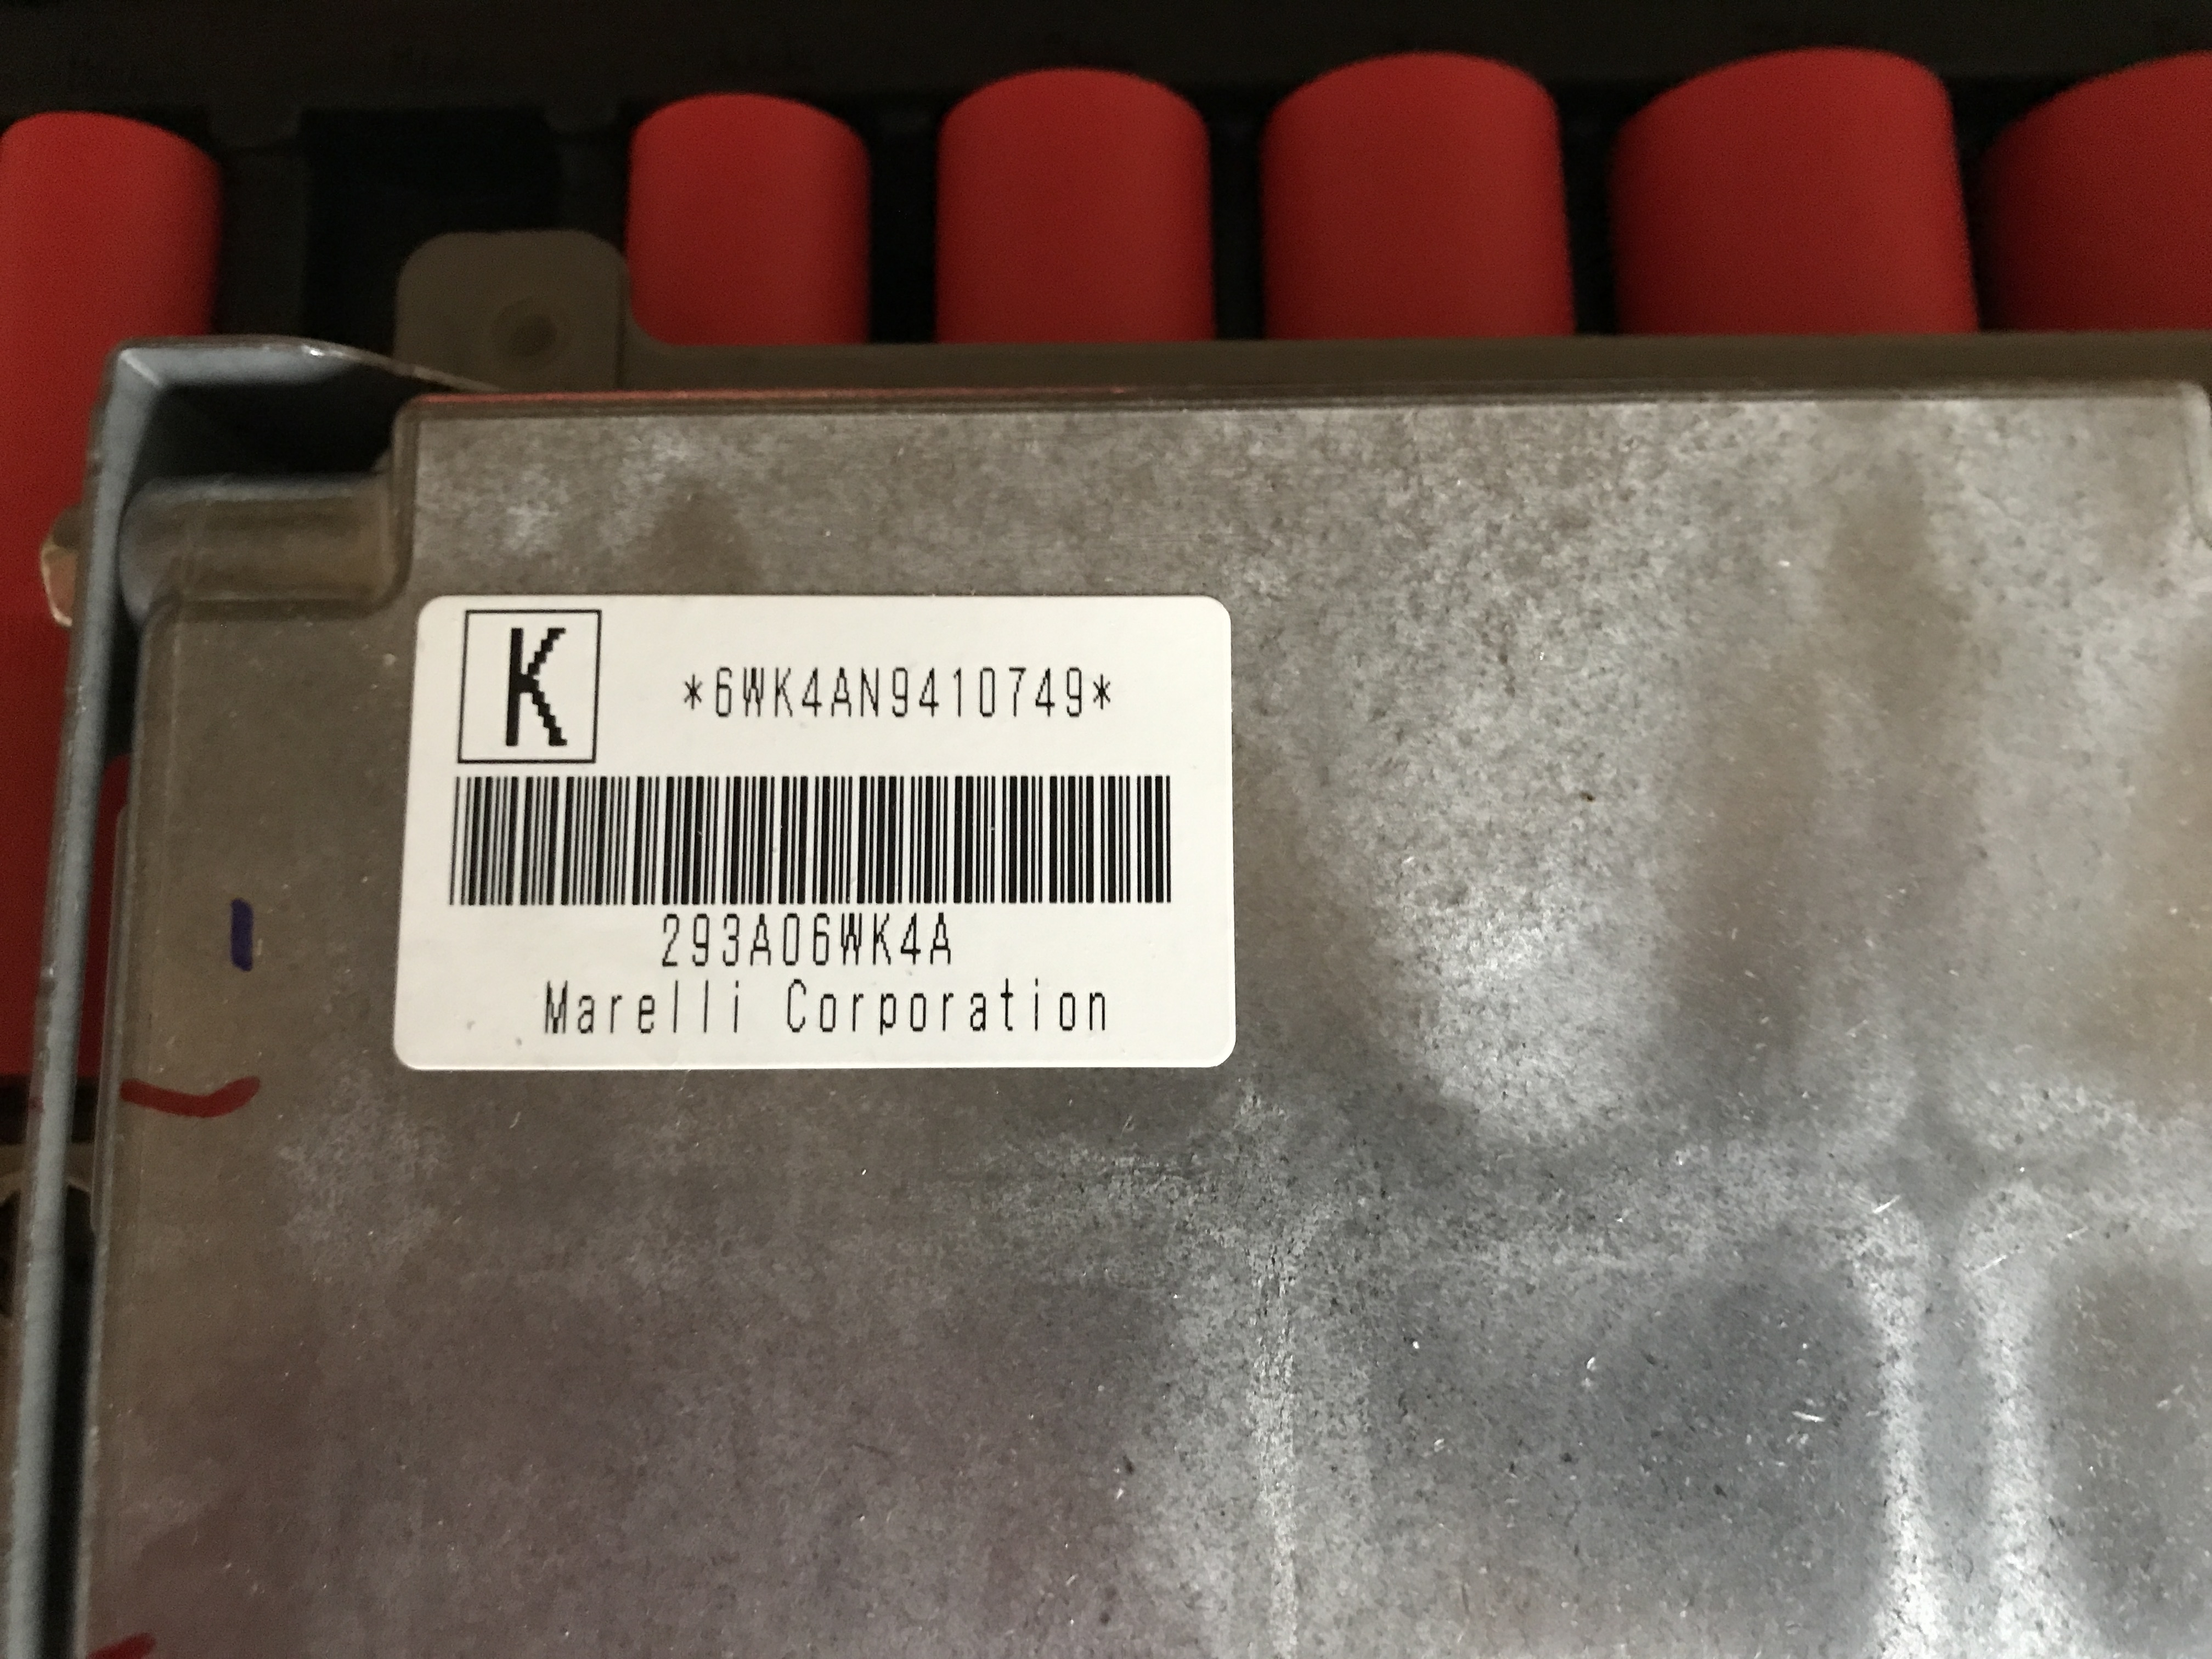 K
*6WK4AN9410749*
293A06WK4A
Marelli Corporation